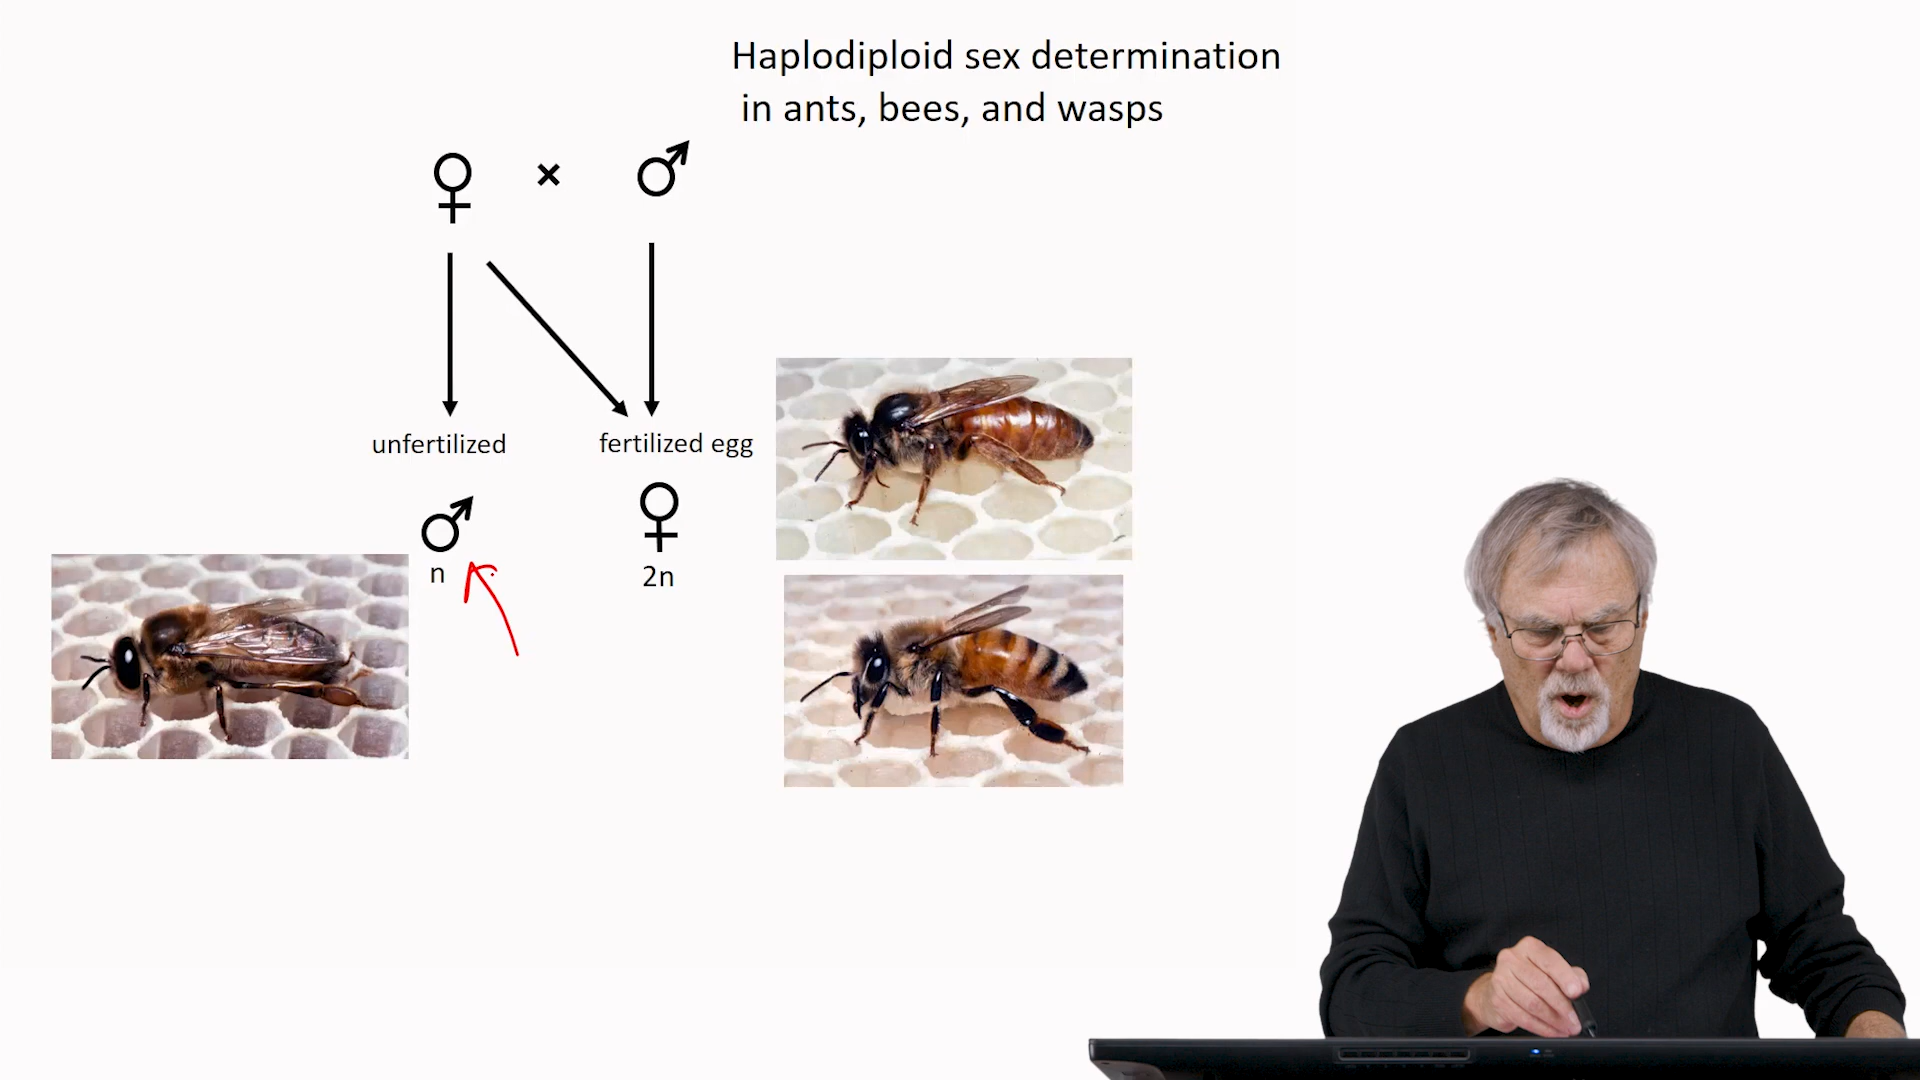 Haplodiploid sex determination
in ants, bees, and wasps
♀ × ♂
unfertilized fertilized egg
♂ ♀
n 2n